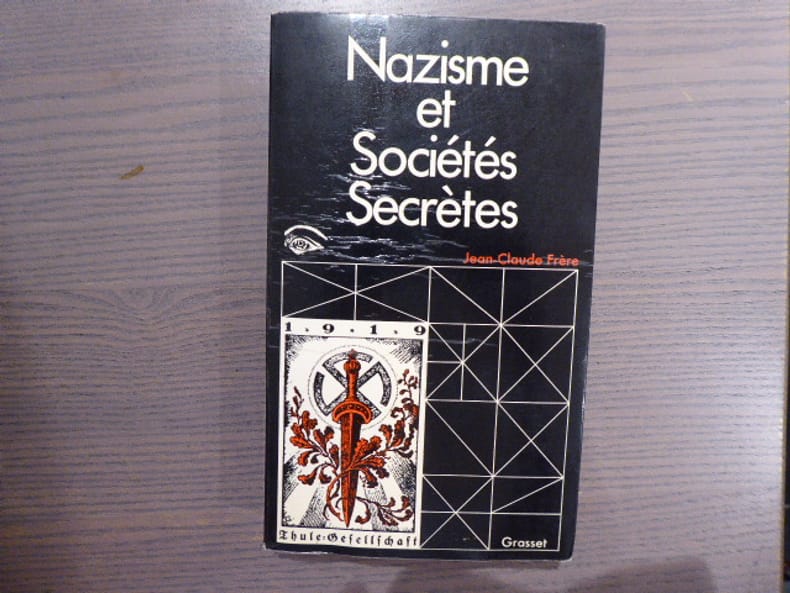 Nazisme
et
Sociétés
Secrètes
Jean-Claude Frère
1.9.1.9
Thule=Gesellschaft
Grasset